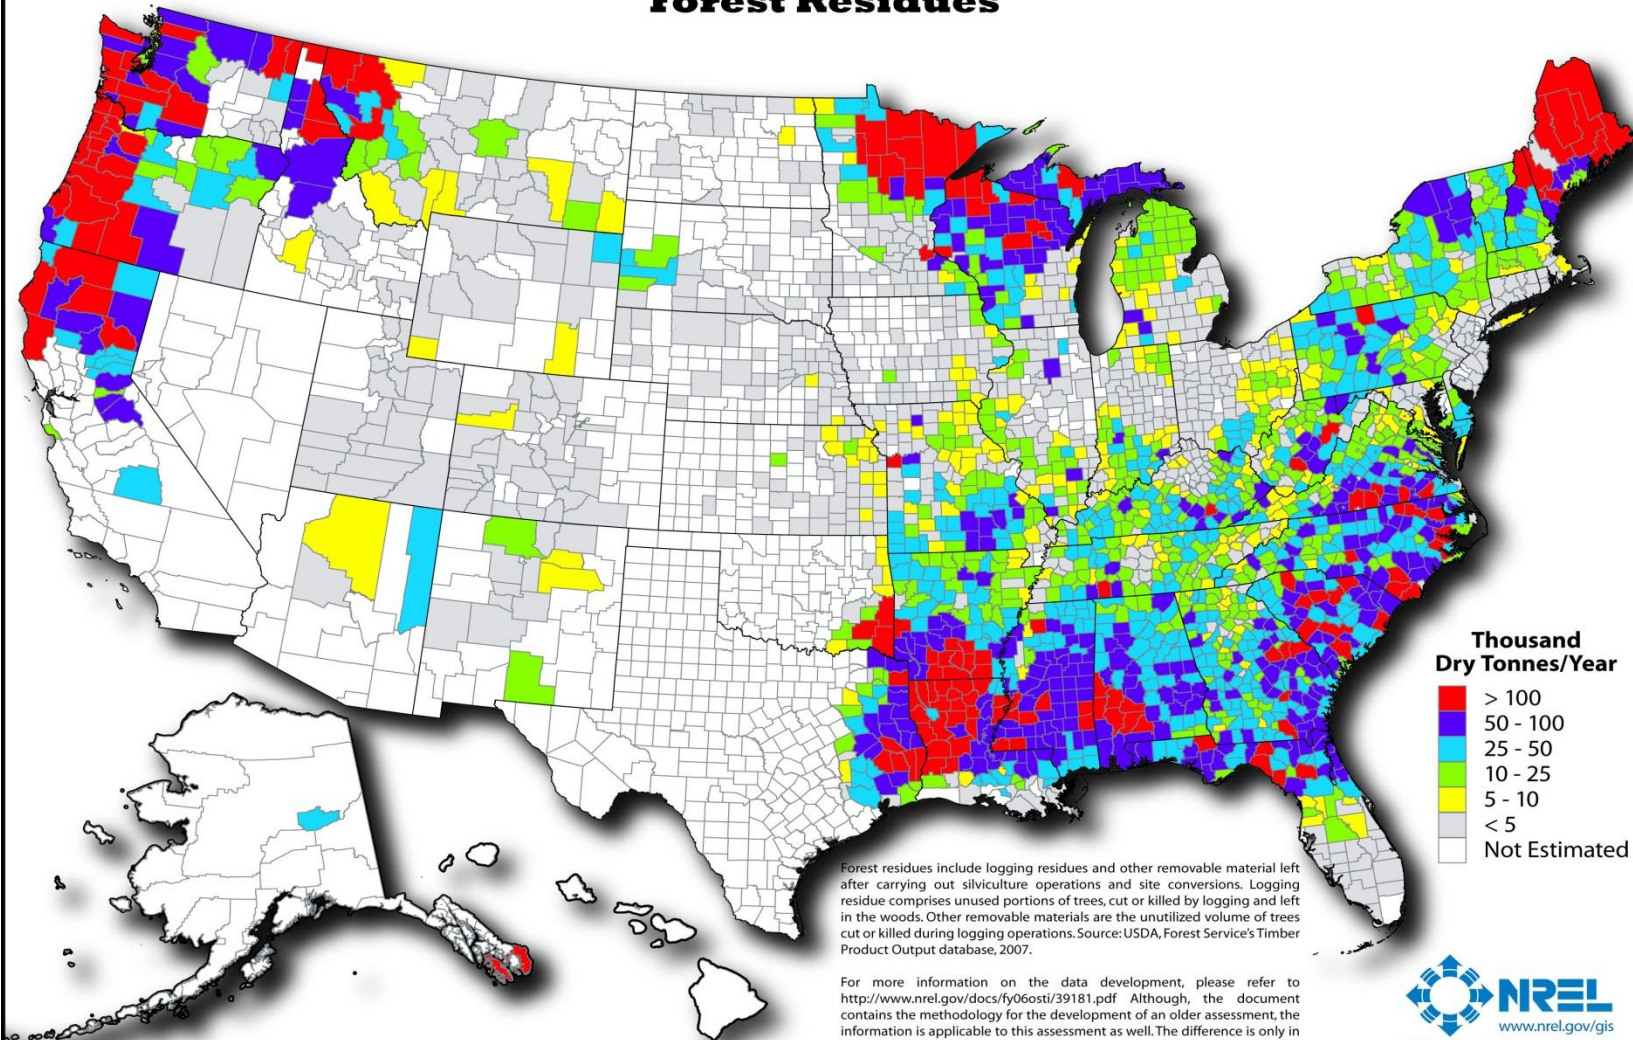 Forest Residues
Thousand
Dry Tonnes/Year
> 100
50 - 100
25 - 50
10 - 25
5 - 10
< 5
Not Estimated
Forest residues include logging residues and other removable material left
after carrying out silviculture operations and site conversions. Logging
residue comprises unused portions of trees, cut or killed by logging and left
in the woods. Other removable materials are the unutilized volume of trees
cut or killed during logging operations. Source: USDA, Forest Service's Timber
Product Output database, 2007.
For more information on the data development, please refer to
http://www.nrel.gov/docs/fy06osti/39181.pdf Although, the document
contains the methodology for the development of an older assessment, the
information is applicable to this assessment as well. The difference is only in
NREL
www.nrel.gov/gis